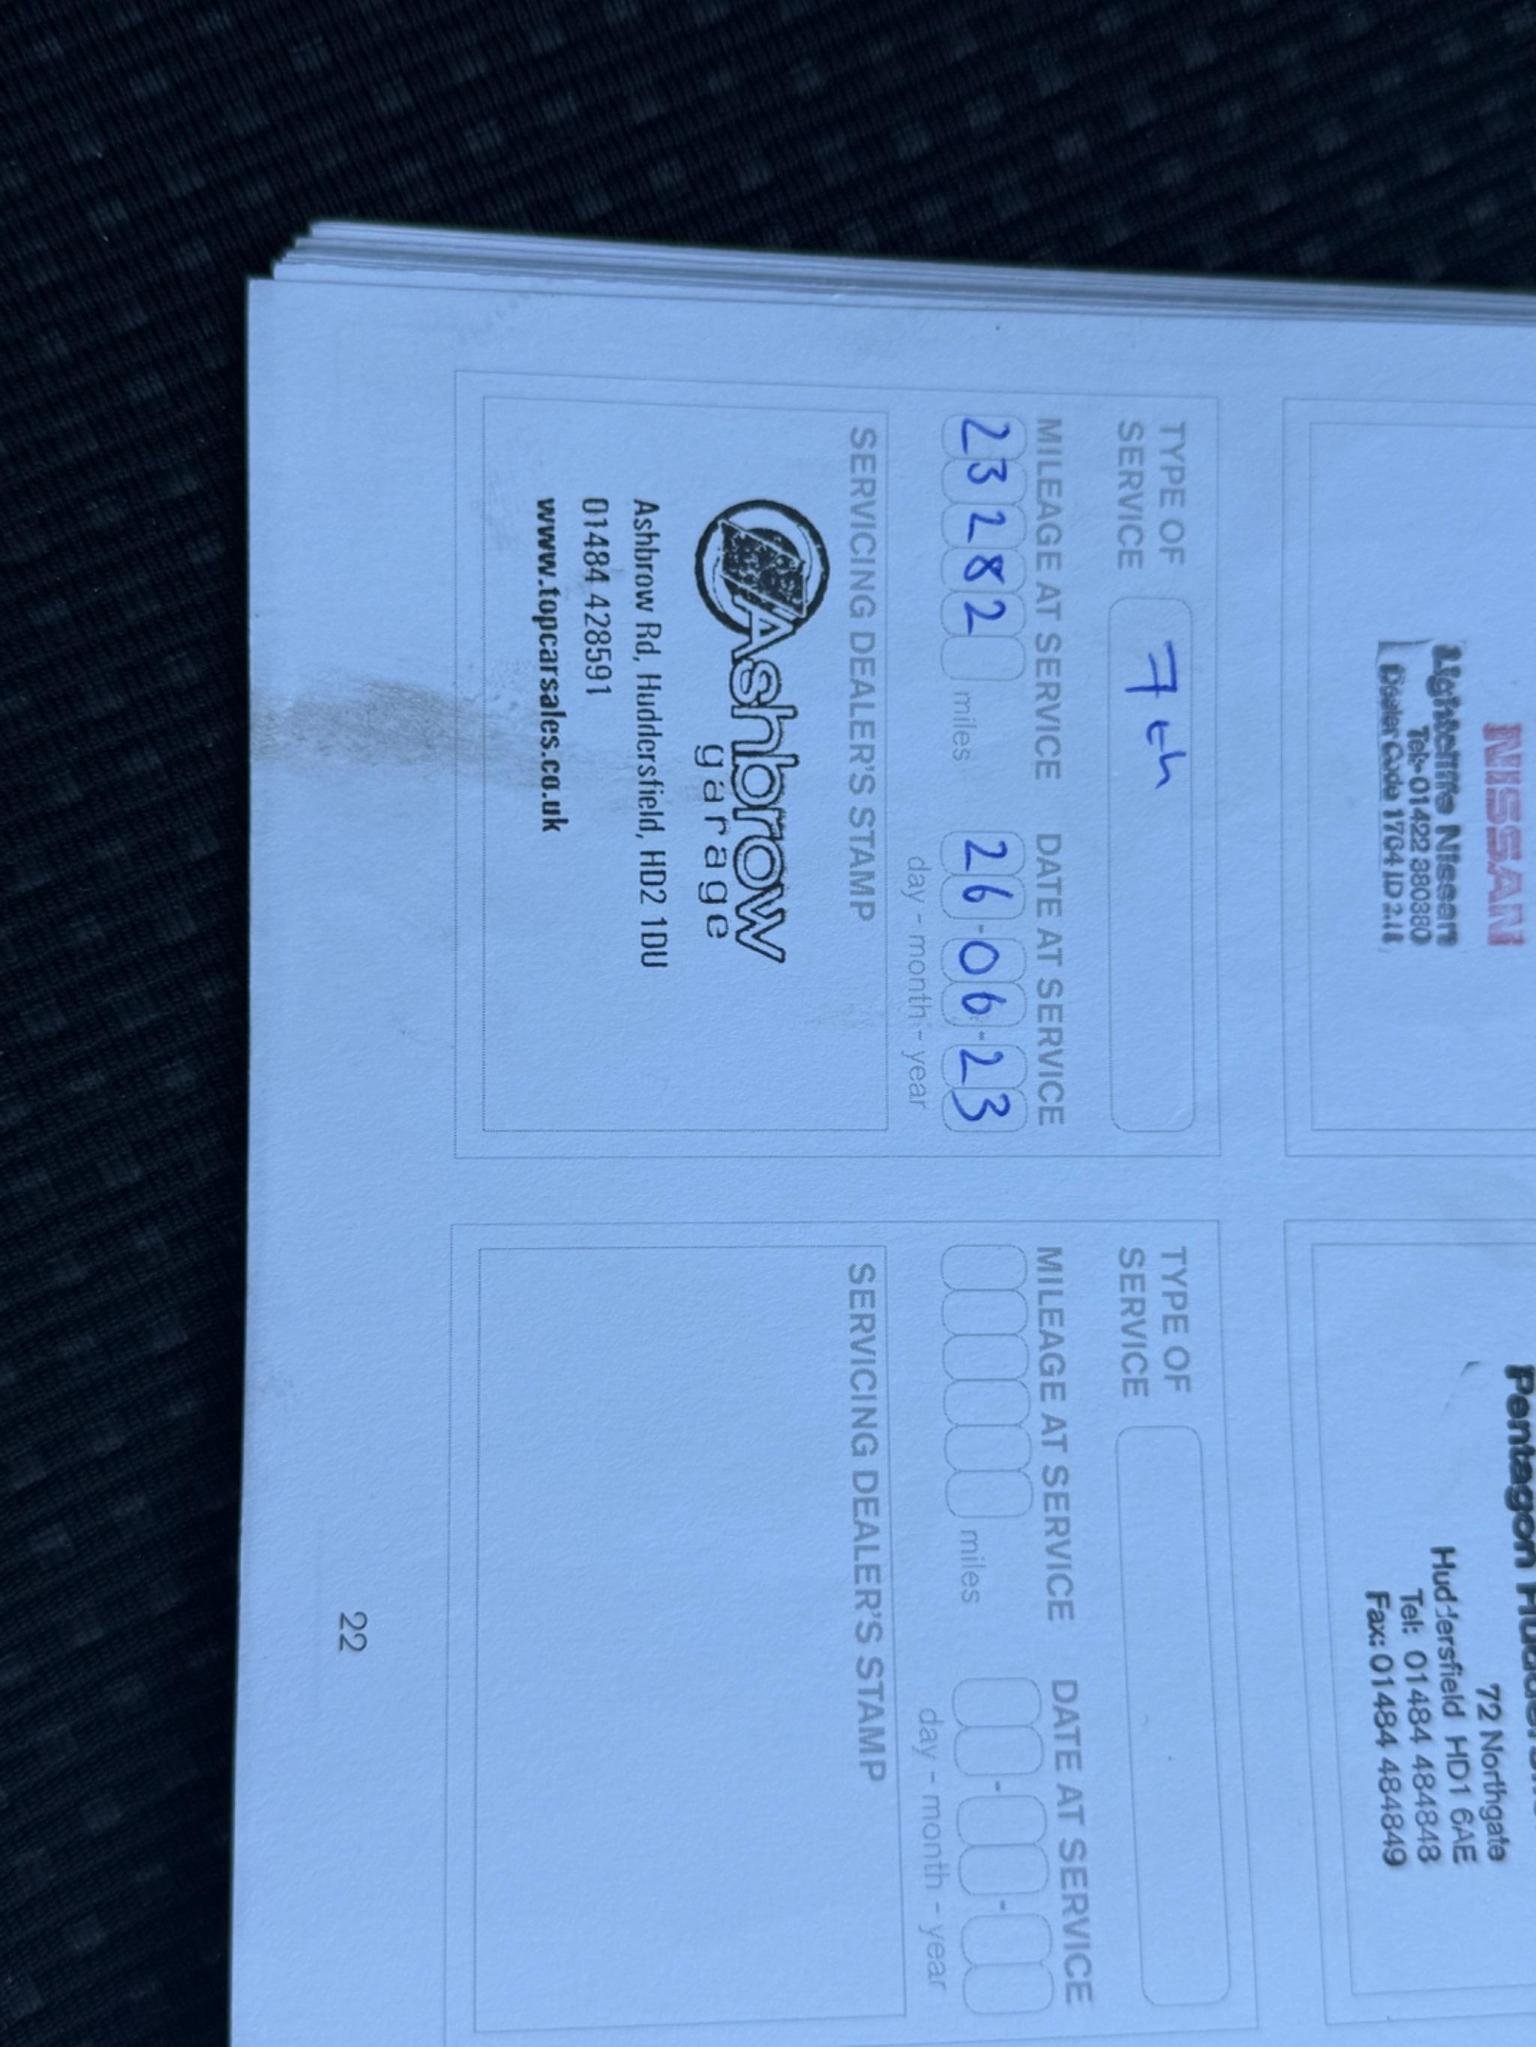 NISSAN
Lightcliffe Nissan
Tel:- 01422 380380
Dealer Code 1704 LD 2.18
Pentagon
72 Northgate
Huddersfield HD1 6AE
Tel: 01484 484848
Fax: 01484 484849
TYPE OF
SERVICE
7th
MILEAGE AT SERVICE
DATE AT SERVICE
23282 miles
26-06-23
day - month - year
SERVICING DEALER'S STAMP
Ashbrow
garage
Ashbrow Rd, Huddersfield, HD2 1DU
01484 428591
www.topcarsales.co.uk
TYPE OF
SERVICE
MILEAGE AT SERVICE
DATE AT SERVICE
miles
- -
day - month - year
SERVICING DEALER'S STAMP
22